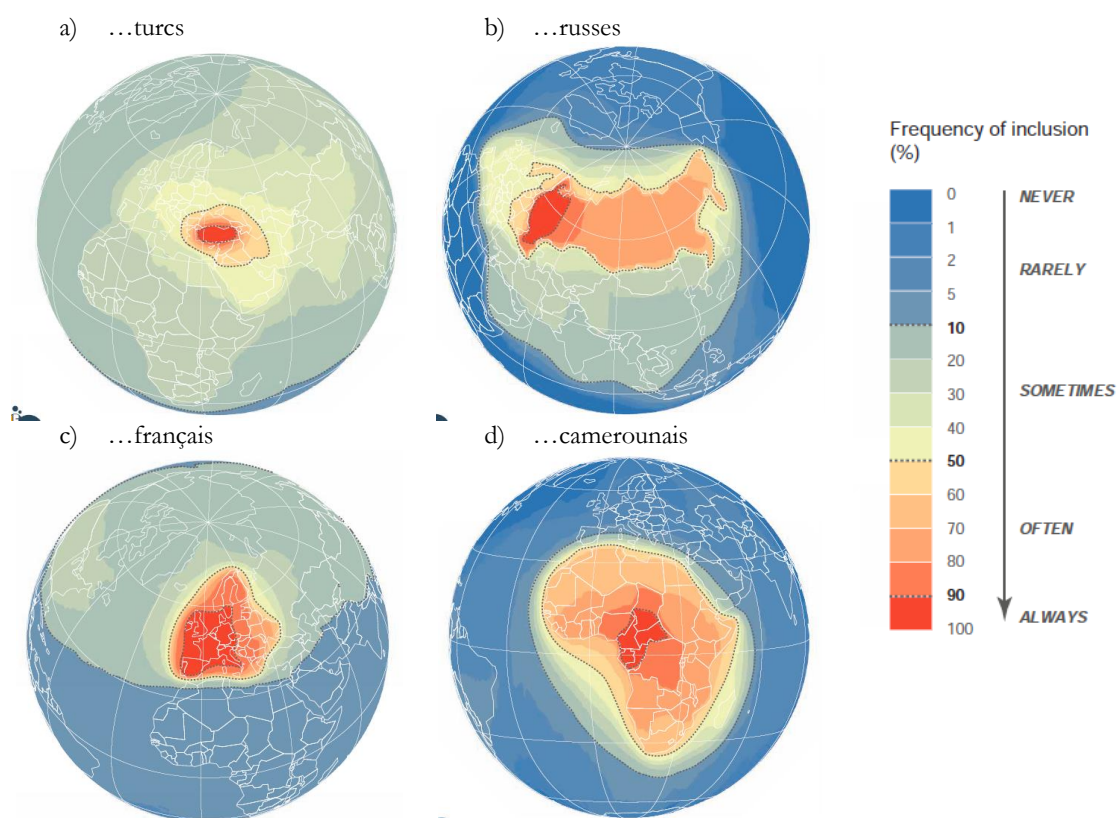 a) …turcs
b) …russes
c) …français
d) …camerounais
Frequency of inclusion
(%)
0
1
2
5
10
20
30
40
50
60
70
80
90
100
NEVER
RARELY
SOMETIMES
OFTEN
ALWAYS